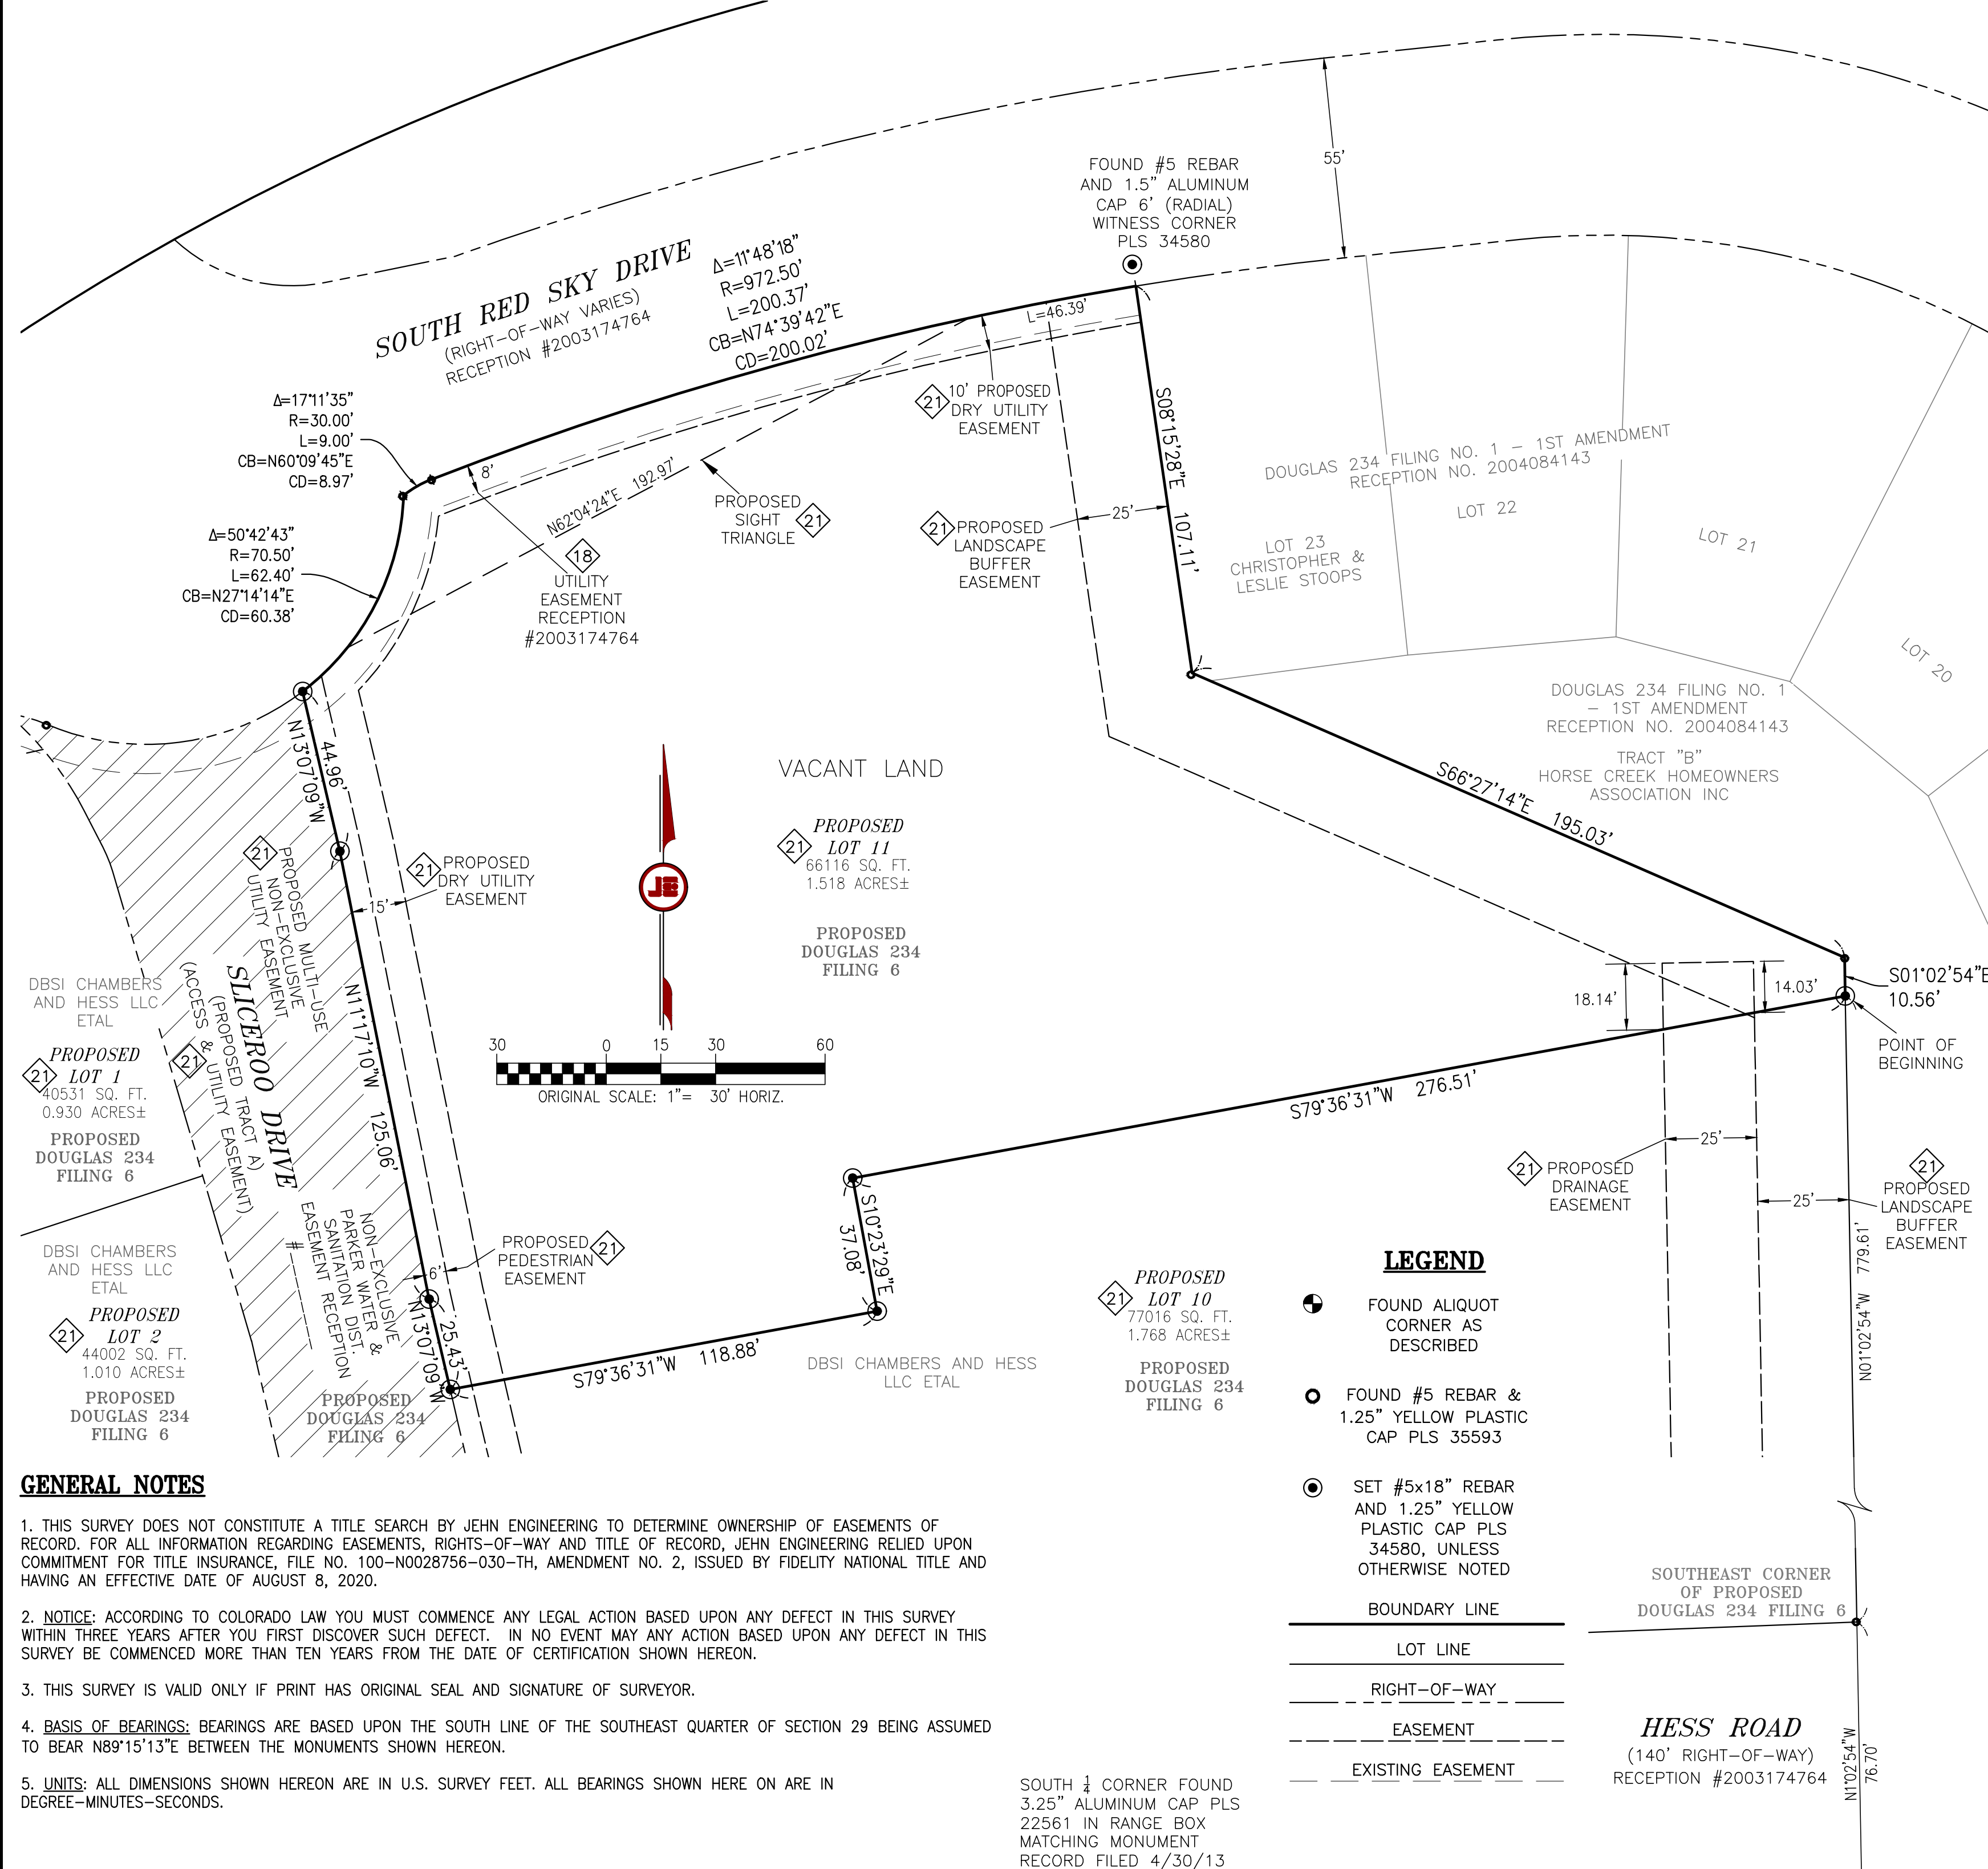 SOUTH RED SKY DRIVE
(RIGHT-OF-WAY VARIES)
RECEPTION #2003174764
Δ=11°48'18"
R=972.50'
L=200.37'
CB=N74°39'42"E
CD=200.02'
FOUND #5 REBAR
AND 1.5" ALUMINUM
CAP 6' (RADIAL)
WITNESS CORNER
PLS 34580
55'
L=46.39'
Δ=17°11'35"
R=30.00'
L=9.00'
CB=N60°09'45"E
CD=8.97'
8'
N62°04'24"E 192.97'
21
10' PROPOSED
DRY UTILITY
EASEMENT
S08°15'28"E 107.11'
DOUGLAS 234 FILING NO. 1 - 1ST AMENDMENT
RECEPTION NO. 2004084143
LOT 22
LOT 21
LOT 20
LOT 23
CHRISTOPHER &
LESLIE STOOPS
Δ=50°42'43"
R=70.50'
L=62.40'
CB=N27°14'14"E
CD=60.38'
18
UTILITY
EASEMENT
RECEPTION
#2003174764
PROPOSED
SIGHT
TRIANGLE
21
21
PROPOSED
LANDSCAPE
BUFFER
EASEMENT
25'
DOUGLAS 234 FILING NO. 1
- 1ST AMENDMENT
RECEPTION NO. 2004084143
TRACT "B"
HORSE CREEK HOMEOWNERS
ASSOCIATION INC
S66°27'14"E 195.03'
N13°07'09"W
44.96'
VACANT LAND
21
PROPOSED
LOT 11
66116 SQ. FT.
1.518 ACRES±
PROPOSED
DOUGLAS 234
FILING 6
JE
21
PROPOSED
DRY UTILITY
EASEMENT
15'
21
PROPOSED MULTI-USE
NON-EXCLUSIVE
UTILITY EASEMENT
N11°17'10"W 125.06'
SLICEROO DRIVE
(PROPOSED TRACT A)
(ACCESS & UTILITY EASEMENT)
21
DBSI CHAMBERS
AND HESS LLC
ETAL
PROPOSED
21
LOT 1
40531 SQ. FT.
0.930 ACRES±
PROPOSED
DOUGLAS 234
FILING 6
30 0 15 30 60
ORIGINAL SCALE: 1"= 30' HORIZ.
18.14'
14.03'
S01°02'54"E
10.56'
POINT OF
BEGINNING
S79°36'31"W 276.51'
25'
21
PROPOSED
DRAINAGE
EASEMENT
25'
21
PROPOSED
LANDSCAPE
BUFFER
EASEMENT
N01°02'54"W 779.61'
S10°23'29"E
37.08'
PROPOSED
PEDESTRIAN
EASEMENT
21
6'
NON-EXCLUSIVE
PARKER WATER &
SANITATION DIST.
EASEMENT RECEPTION
#
N13°07'09"W
25.43'
S79°36'31"W 118.88'
DBSI CHAMBERS
AND HESS LLC
ETAL
PROPOSED
21
LOT 2
44002 SQ. FT.
1.010 ACRES±
PROPOSED
DOUGLAS 234
FILING 6
PROPOSED
DOUGLAS 234
FILING 6
DBSI CHAMBERS AND HESS
LLC ETAL
PROPOSED
21
LOT 10
77016 SQ. FT.
1.768 ACRES±
PROPOSED
DOUGLAS 234
FILING 6
LEGEND
FOUND ALIQUOT
CORNER AS
DESCRIBED
FOUND #5 REBAR &
1.25" YELLOW PLASTIC
CAP PLS 35593
SET #5x18" REBAR
AND 1.25" YELLOW
PLASTIC CAP PLS
34580, UNLESS
OTHERWISE NOTED
BOUNDARY LINE
LOT LINE
RIGHT-OF-WAY
EASEMENT
EXISTING EASEMENT
SOUTHEAST CORNER
OF PROPOSED
DOUGLAS 234 FILING 6
HESS ROAD
(140' RIGHT-OF-WAY)
RECEPTION #2003174764
N1°02'54"W
76.70'
GENERAL NOTES
1. THIS SURVEY DOES NOT CONSTITUTE A TITLE SEARCH BY JEHN ENGINEERING TO DETERMINE OWNERSHIP OF EASEMENTS OF
RECORD. FOR ALL INFORMATION REGARDING EASEMENTS, RIGHTS-OF-WAY AND TITLE OF RECORD, JEHN ENGINEERING RELIED UPON
COMMITMENT FOR TITLE INSURANCE, FILE NO. 100-N0028756-030-TH, AMENDMENT NO. 2, ISSUED BY FIDELITY NATIONAL TITLE AND
HAVING AN EFFECTIVE DATE OF AUGUST 8, 2020.
2. NOTICE: ACCORDING TO COLORADO LAW YOU MUST COMMENCE ANY LEGAL ACTION BASED UPON ANY DEFECT IN THIS SURVEY
WITHIN THREE YEARS AFTER YOU FIRST DISCOVER SUCH DEFECT. IN NO EVENT MAY ANY ACTION BASED UPON ANY DEFECT IN THIS
SURVEY BE COMMENCED MORE THAN TEN YEARS FROM THE DATE OF CERTIFICATION SHOWN HEREON.
3. THIS SURVEY IS VALID ONLY IF PRINT HAS ORIGINAL SEAL AND SIGNATURE OF SURVEYOR.
4. BASIS OF BEARINGS: BEARINGS ARE BASED UPON THE SOUTH LINE OF THE SOUTHEAST QUARTER OF SECTION 29 BEING ASSUMED
TO BEAR N89°15'13"E BETWEEN THE MONUMENTS SHOWN HEREON.
5. UNITS: ALL DIMENSIONS SHOWN HEREON ARE IN U.S. SURVEY FEET. ALL BEARINGS SHOWN HERE ON ARE IN
DEGREE-MINUTES-SECONDS.
SOUTH 1/4 CORNER FOUND
3.25" ALUMINUM CAP PLS
22561 IN RANGE BOX
MATCHING MONUMENT
RECORD FILED 4/30/13